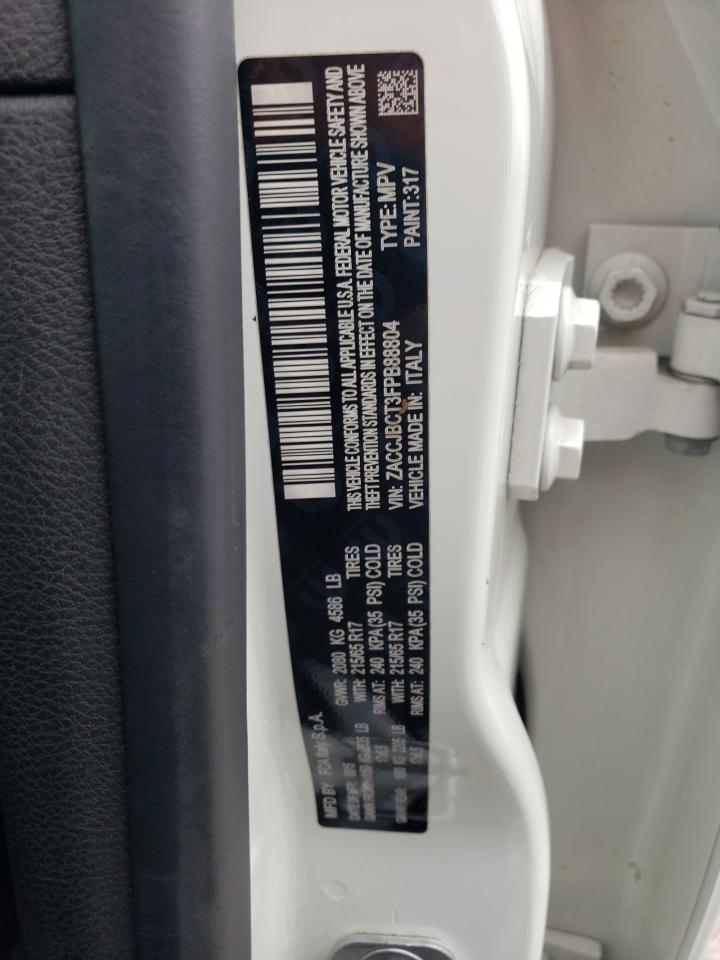 MFD BY FCA Italy S.p.A.
GVWR: 2080 KG 4586 LB
WITH: 215/65 R17 TIRES
RIMS AT: 240 KPA(35 PSI) COLD
WITH: 215/65 R17 TIRES
RIMS AT: 240 KPA(35 PSI) COLD
THIS VEHICLE CONFORMS TO ALL APPLICABLE U.S.A. FEDERAL MOTOR VEHICLE SAFETY AND
THEFT PREVENTION STANDARDS IN EFFECT ON THE DATE OF MANUFACTURE SHOWN ABOVE
VIN: ZACCJBCT3FPB88804 TYPE: MPV
VEHICLE MADE IN: ITALY PAINT: 317